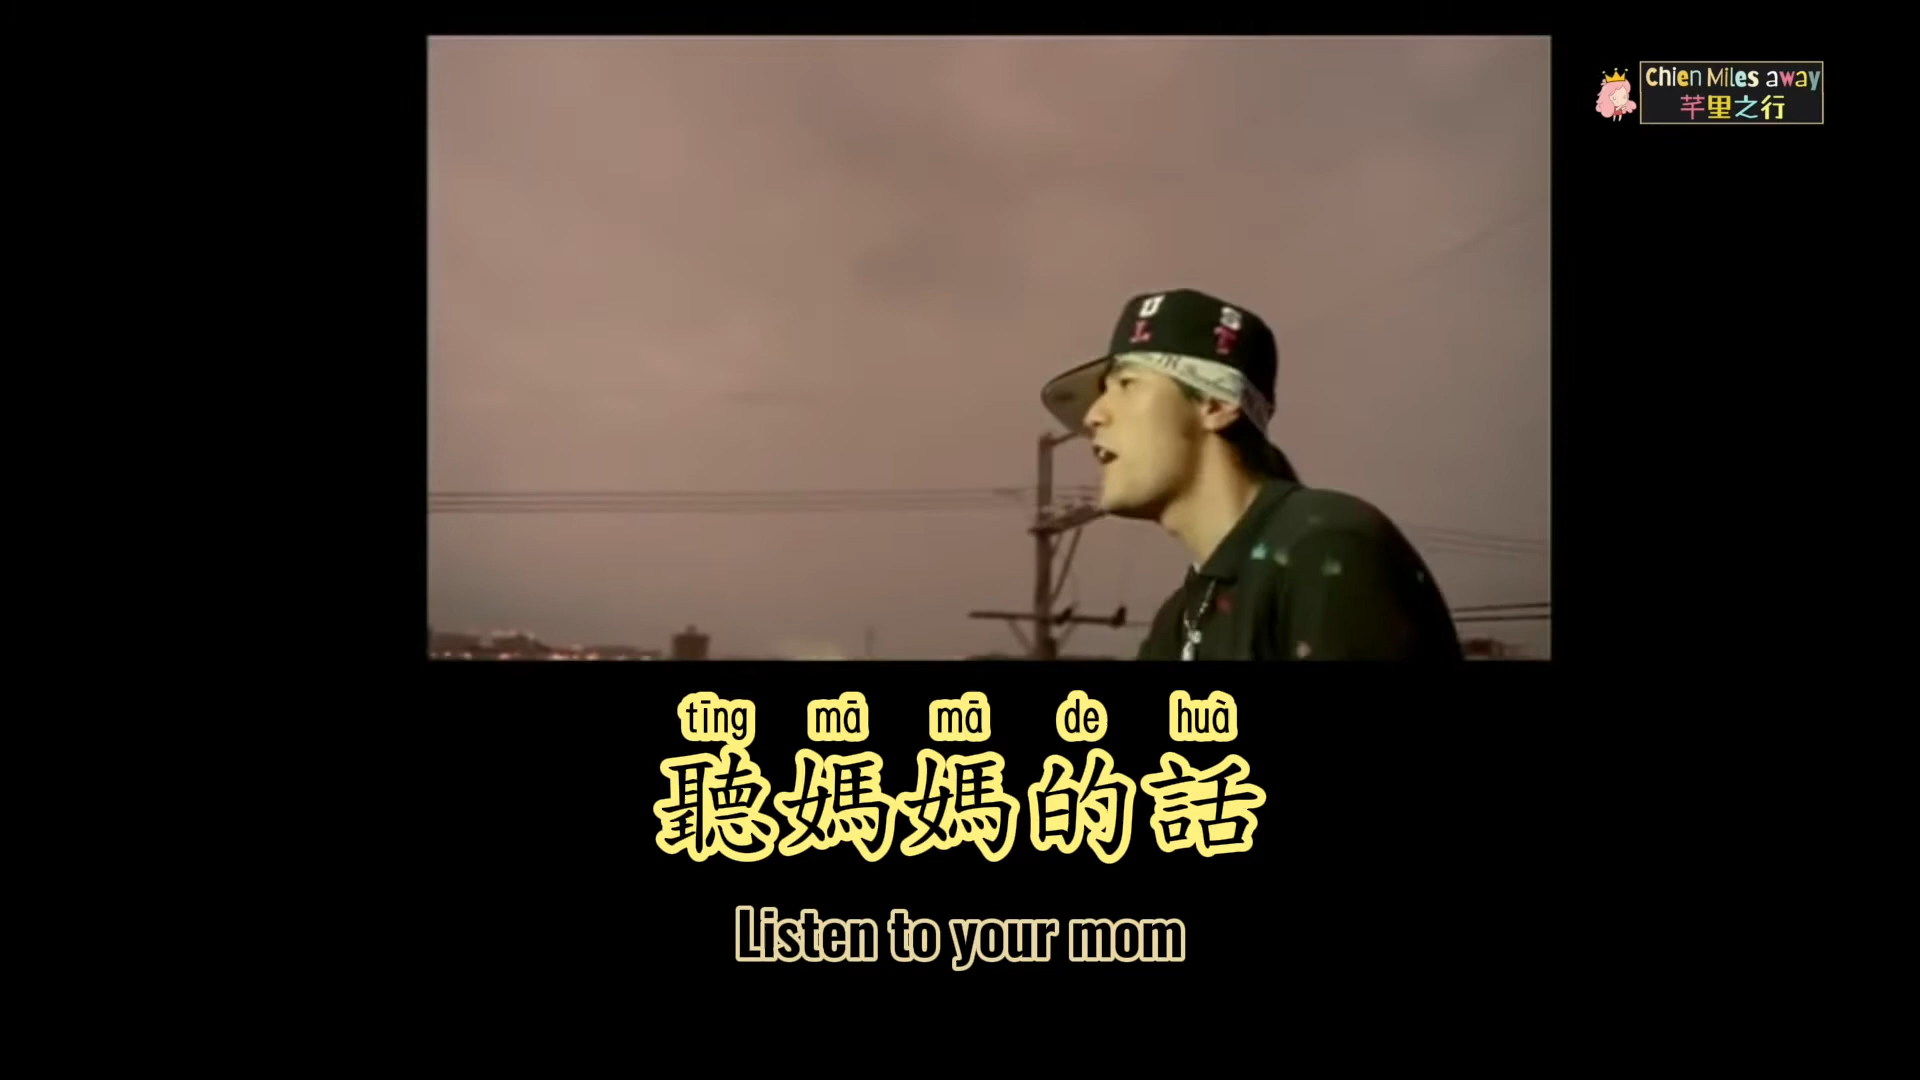 Chien Miles away
芊里之行
U S
L T
tīng mā mā de huà
聽媽媽的話
Listen to your mom